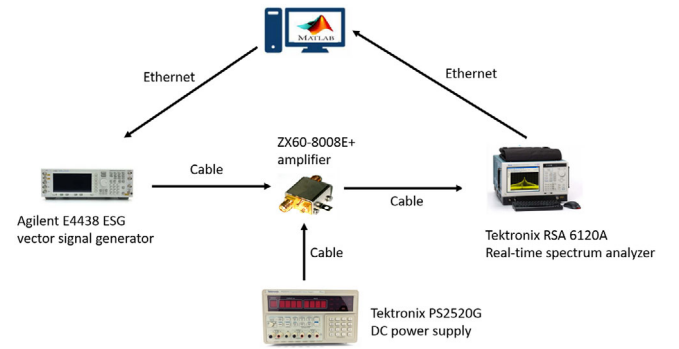 MATLAB
Ethernet
Ethernet
ZX60-8008E+
amplifier
Cable
Cable
Agilent E4438 ESG
vector signal generator
Tektronix RSA 6120A
Real-time spectrum analyzer
Cable
Tektronix PS2520G
DC power supply